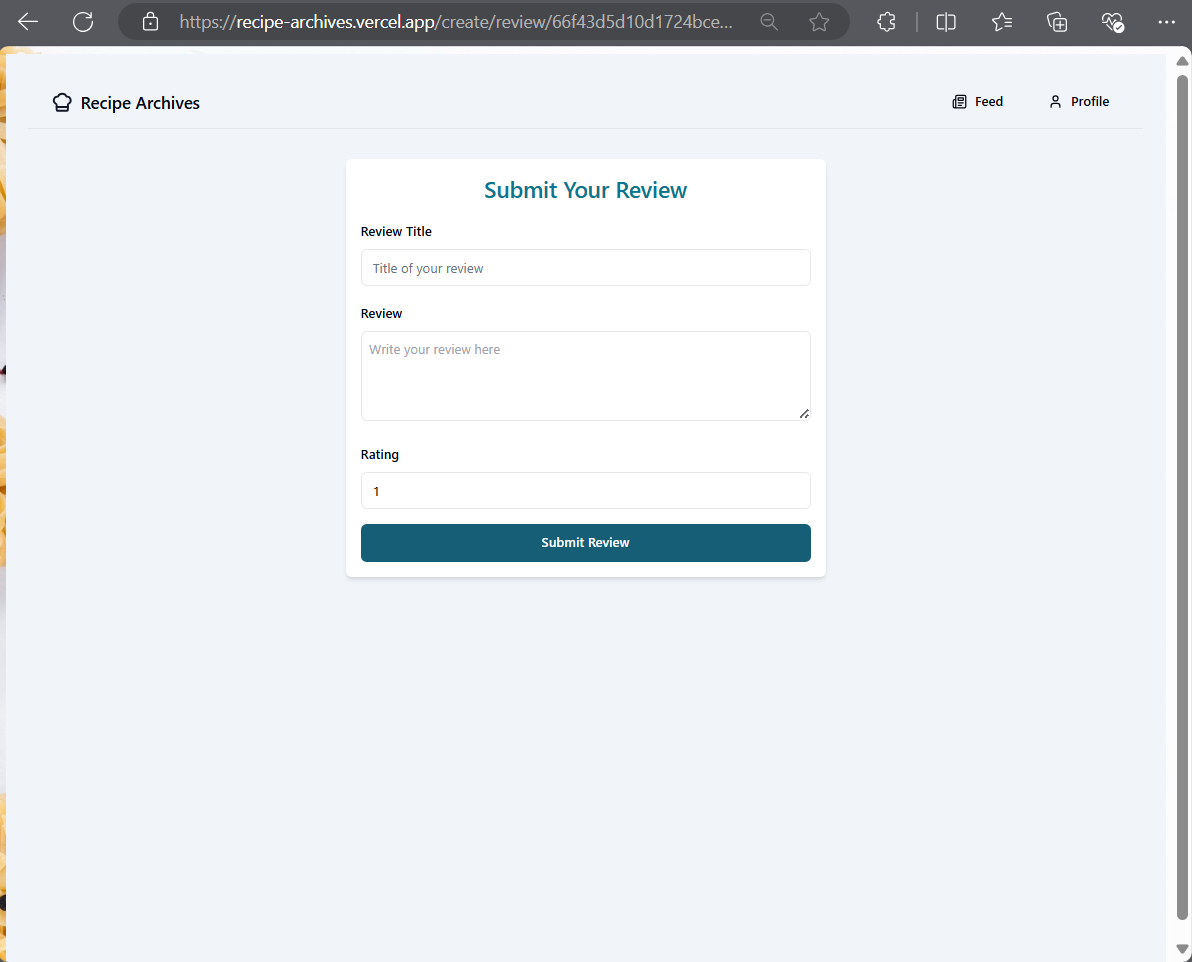 https://recipe-archives.vercel.app/create/review/66f43d5d10d1724bce...
Recipe Archives
Feed
Profile
Submit Your Review
Review Title
Title of your review
Review
Write your review here
Rating
1
Submit Review